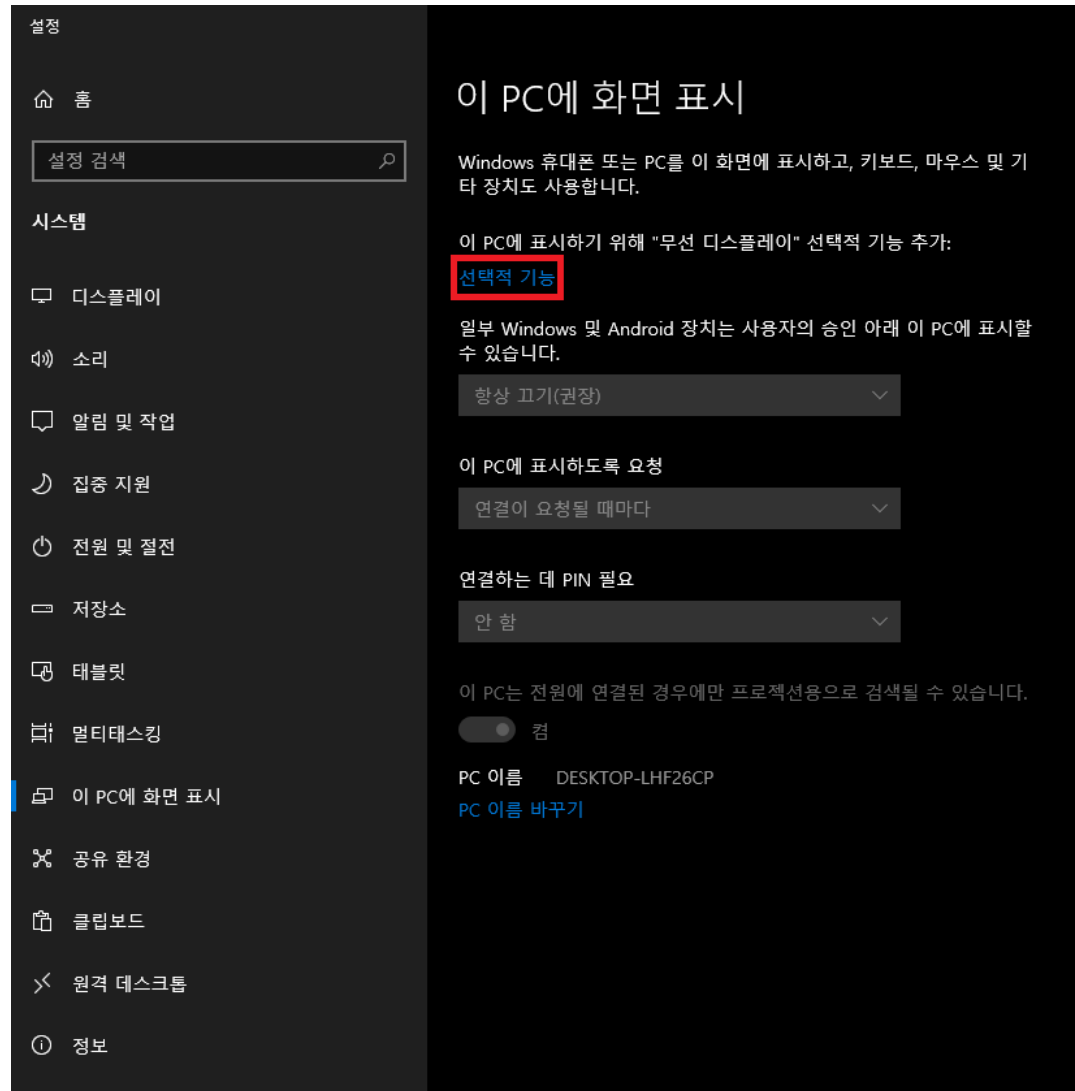 설정
홈
설정 검색
시스템
디스플레이
소리
알림 및 작업
집중 지원
전원 및 절전
저장소
태블릿
멀티태스킹
이 PC에 화면 표시
공유 환경
클립보드
원격 데스크톱
정보
이 PC에 화면 표시
Windows 휴대폰 또는 PC를 이 화면에 표시하고, 키보드, 마우스 및 기
타 장치도 사용합니다.
이 PC에 표시하기 위해 "무선 디스플레이" 선택적 기능 추가:
선택적 기능
일부 Windows 및 Android 장치는 사용자의 승인 아래 이 PC에 표시할
수 있습니다.
항상 끄기(권장)
이 PC에 표시하도록 요청
연결이 요청될 때마다
연결하는 데 PIN 필요
안 함
이 PC는 전원에 연결된 경우에만 프로젝션용으로 검색될 수 있습니다.
켬
PC 이름 DESKTOP-LHF26CP
PC 이름 바꾸기